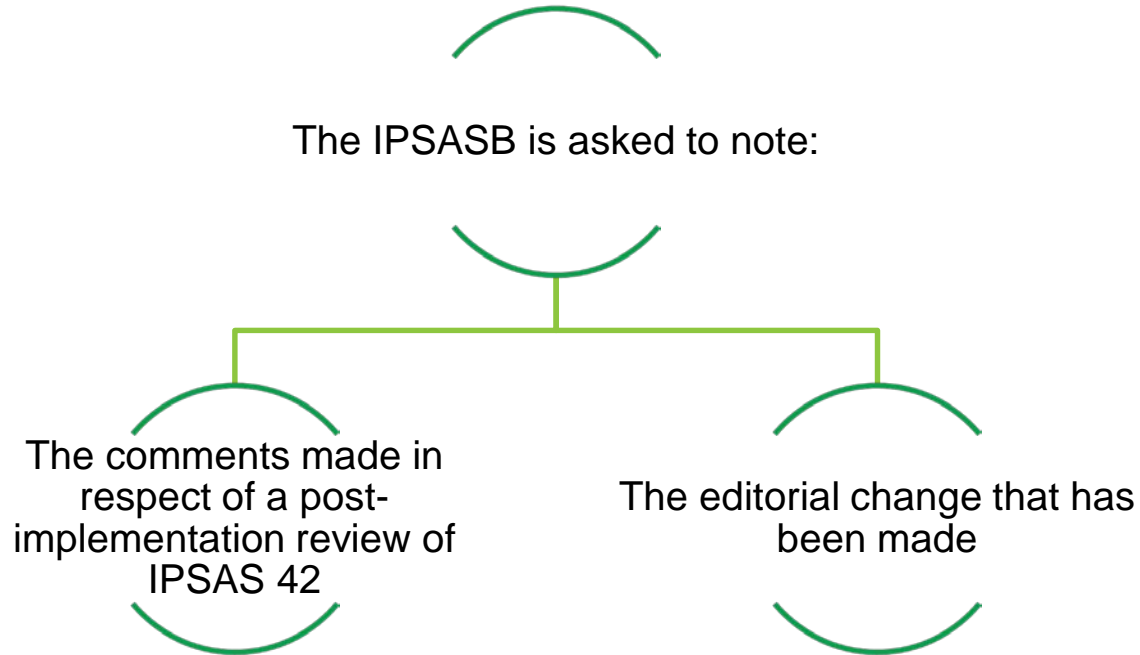 The IPSASB is asked to note:
The comments made in
respect of a post-
implementation review of
IPSAS 42
The editorial change that has
been made